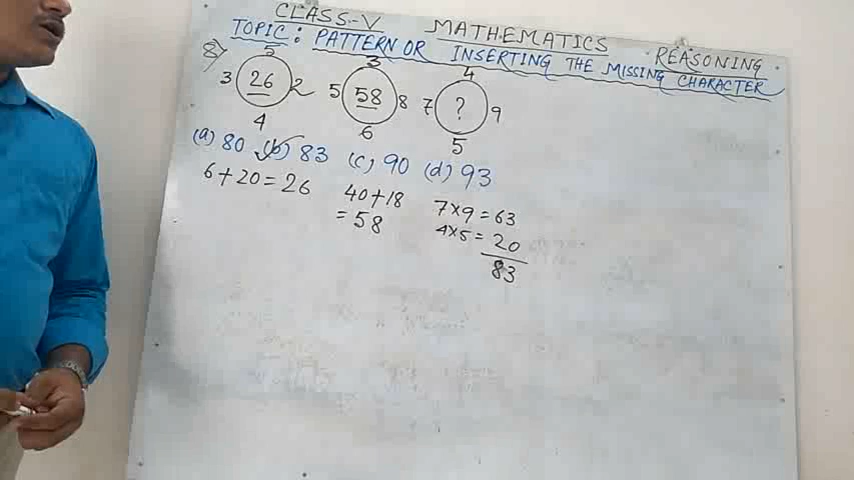 CLASS-V MATHEMATICS REASONING
TOPIC: PATTERN OR INSERTING THE MISSING CHARACTER
8)
5
3 26 2
4
3
5 58 8
6
4
7 ? 9
5
(a) 80 (b) 83 (c) 90 (d) 93
6+20=26
40+18
=58
7×9=63
4×5=20
83